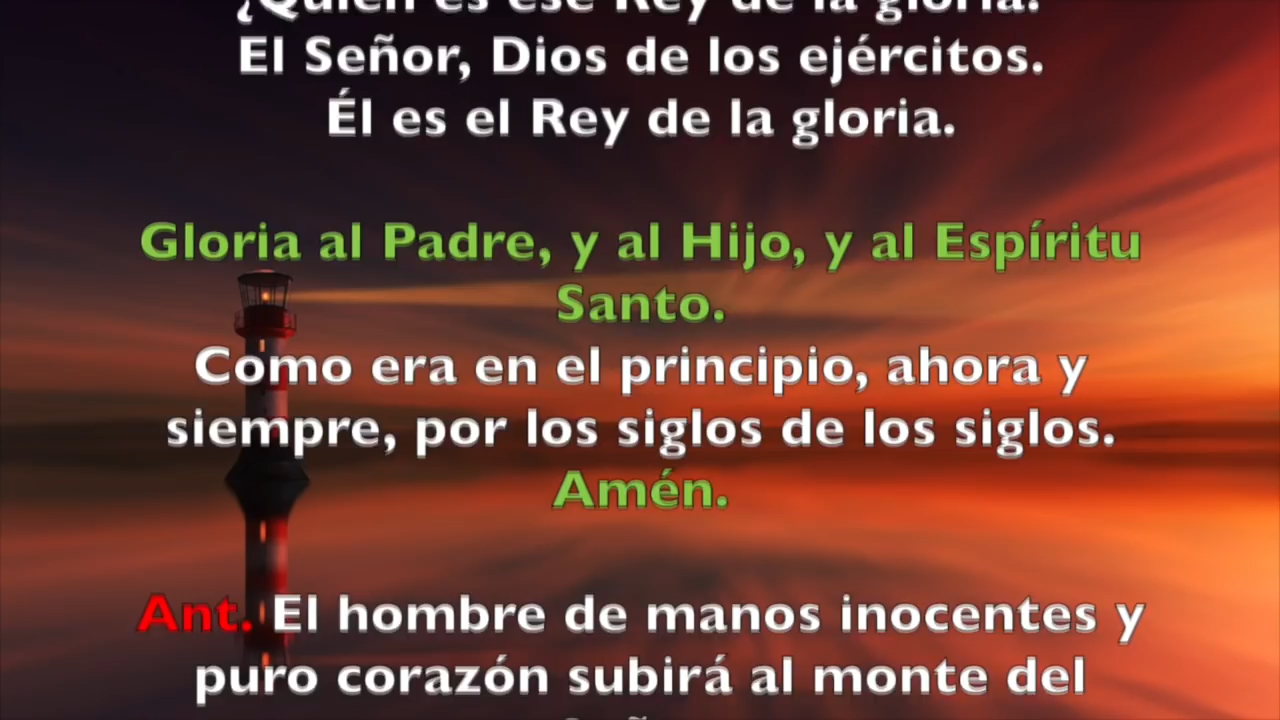 ¿Quién es ese Rey de la gloria?
El Señor, Dios de los ejércitos.
Él es el Rey de la gloria.
Gloria al Padre, y al Hijo, y al Espíritu
Santo.
Como era en el principio, ahora y
siempre, por los siglos de los siglos.
Amén.
Ant. El hombre de manos inocentes y
puro corazón subirá al monte del